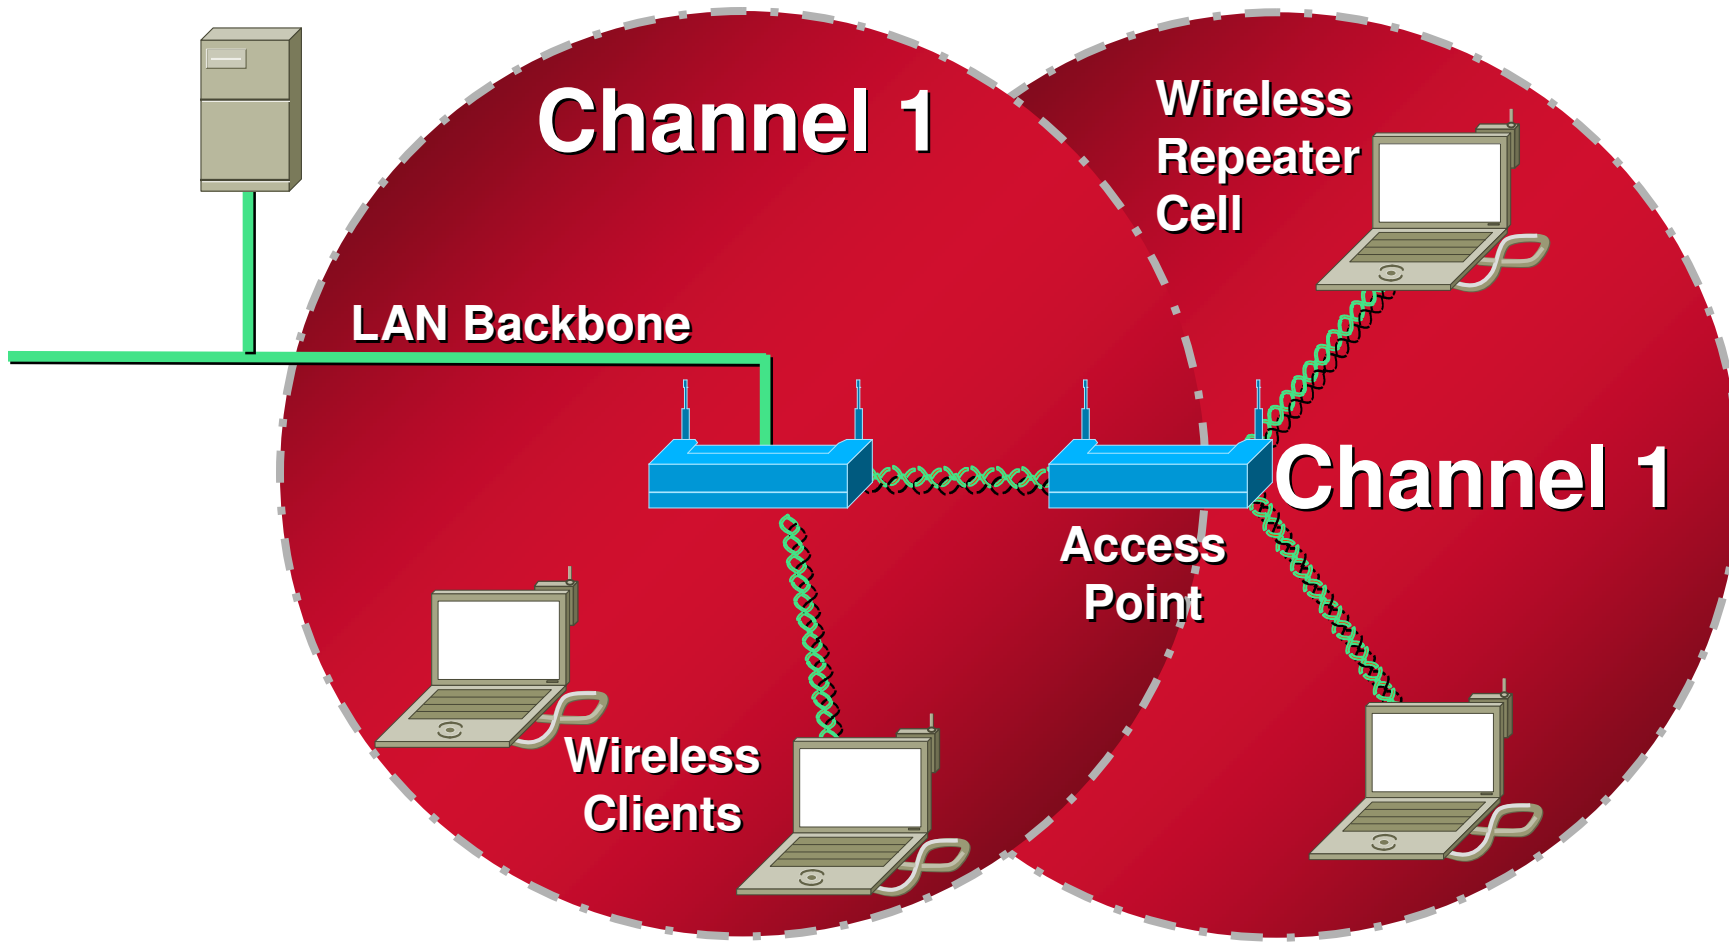 Channel 1
Wireless
Repeater
Cell
LAN Backbone
Channel 1
Access
Point
Wireless
Clients